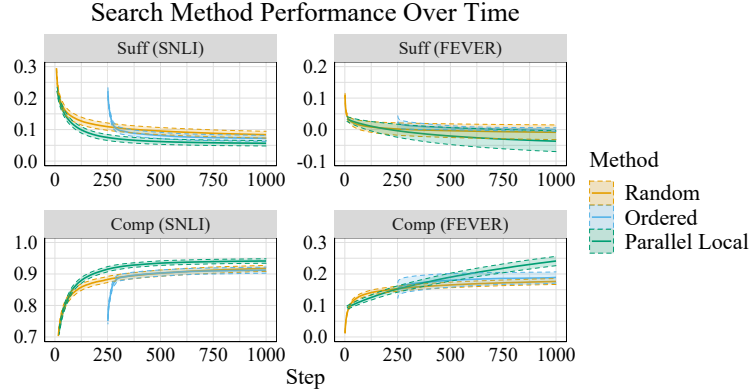 Search Method Performance Over Time
Suff (SNLI)
Suff (FEVER)
0.3
0.2
0.1
0.0
0 250 500 750 1000
0.2
0.1
0.0
-0.1
0 250 500 750 1000
Comp (SNLI)
Comp (FEVER)
1.0
0.9
0.8
0.7
0 250 500 750 1000
0.3
0.2
0.1
0.0
0 250 500 750 1000
Step
Method
Random
Ordered
Parallel Local